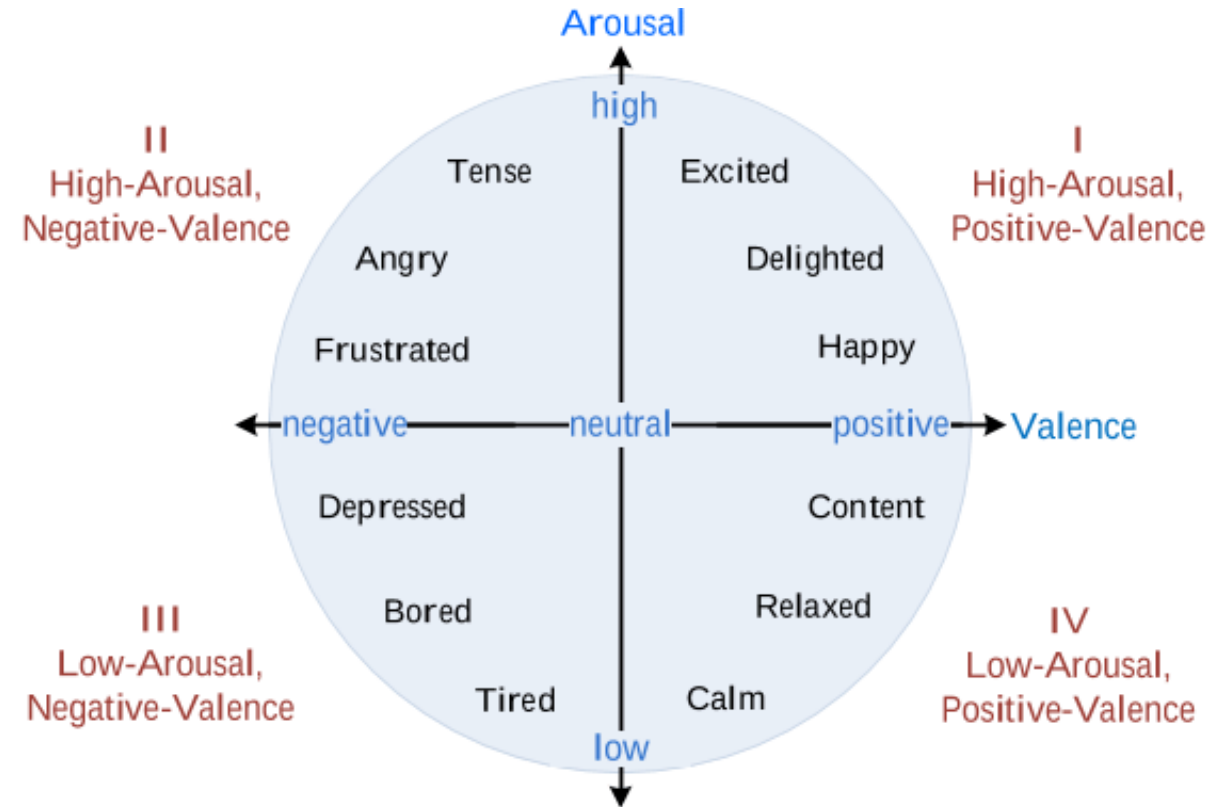 Arousal
high
II
High-Arousal,
Negative-Valence
I
High-Arousal,
Positive-Valence
Tense
Excited
Angry
Delighted
Frustrated
Happy
negative
neutral
positive
Valence
Depressed
Content
Bored
Relaxed
III
Low-Arousal,
Negative-Valence
IV
Low-Arousal,
Positive-Valence
Tired
Calm
low